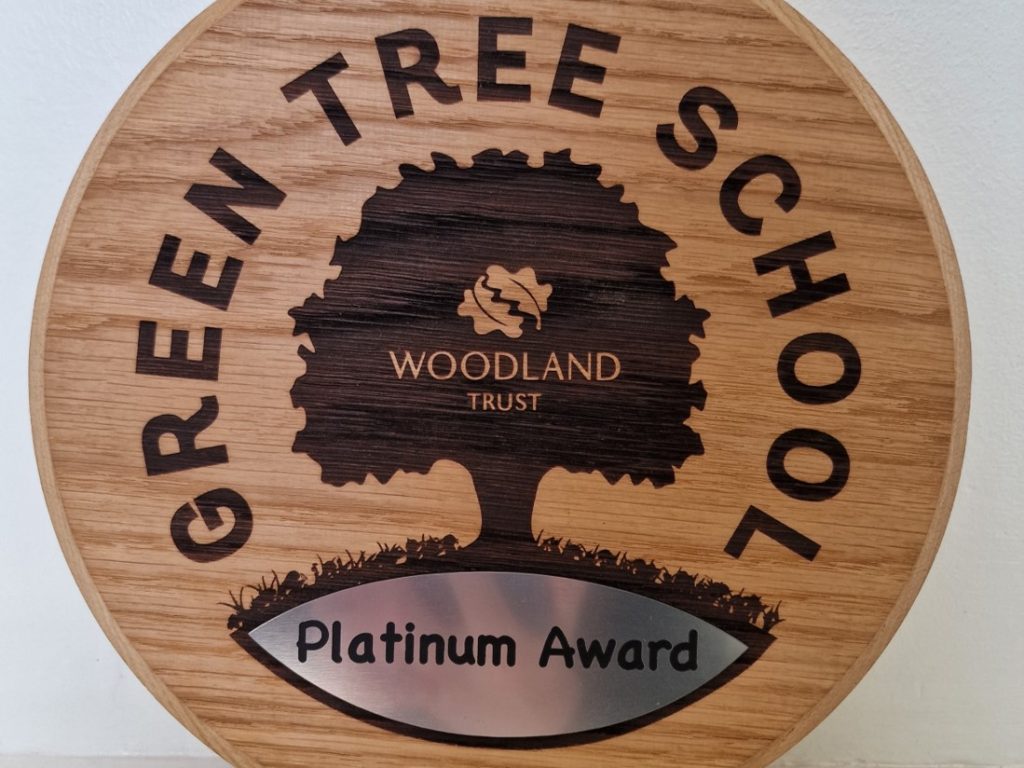 GREEN TREE SCHOOL
WOODLAND
TRUST
Platinum Award